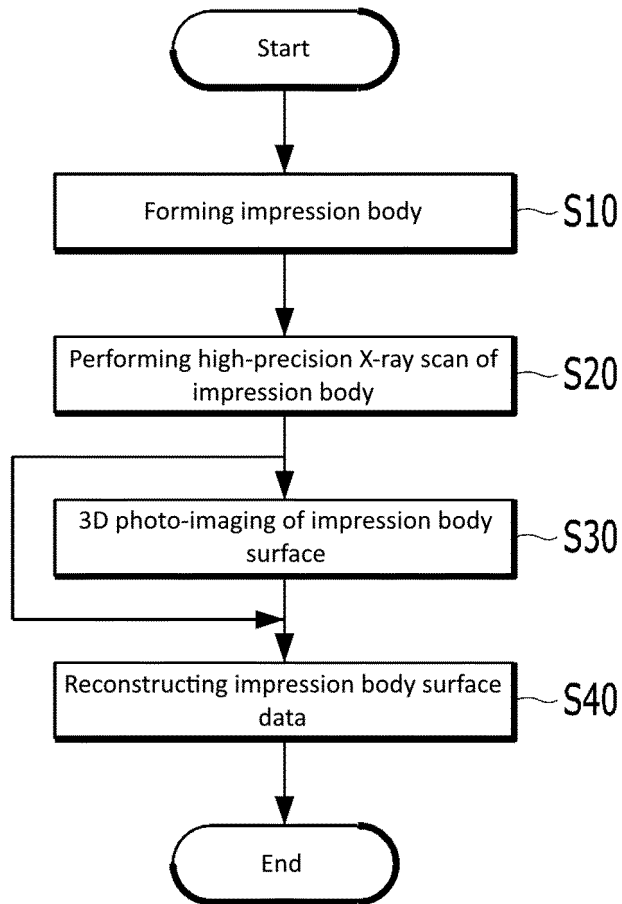 Start
Forming impression body
S10
Performing high-precision X-ray scan of
impression body
S20
3D photo-imaging of impression body
surface
S30
Reconstructing impression body surface
data
S40
End